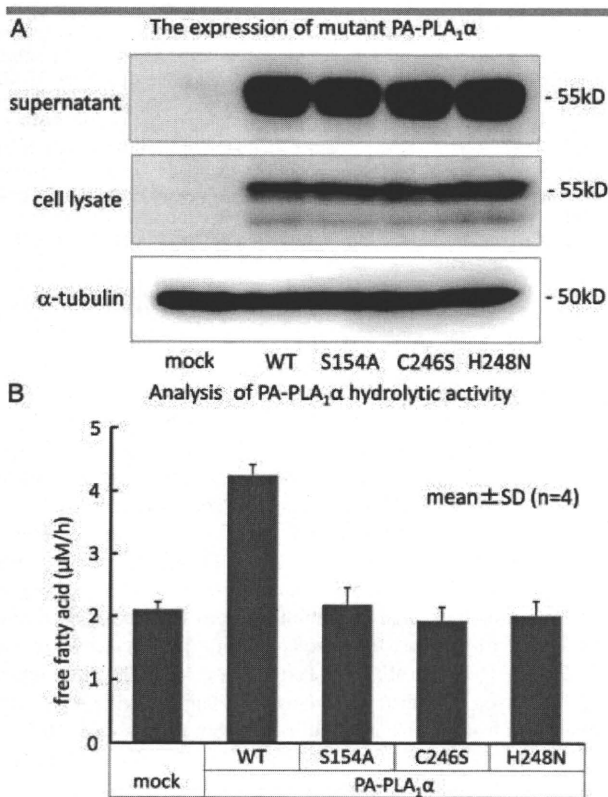 A The expression of mutant PA-PLA₁α
supernatant - 55kD
cell lysate - 55kD
α-tubulin - 50kD
mock WT S154A C246S H248N
B Analysis of PA-PLA₁α hydrolytic activity
5
mean±SD (n=4)
4
3
2
1
0
free fatty acid (μM/h)
WT S154A C246S H248N
mock PA-PLA₁α